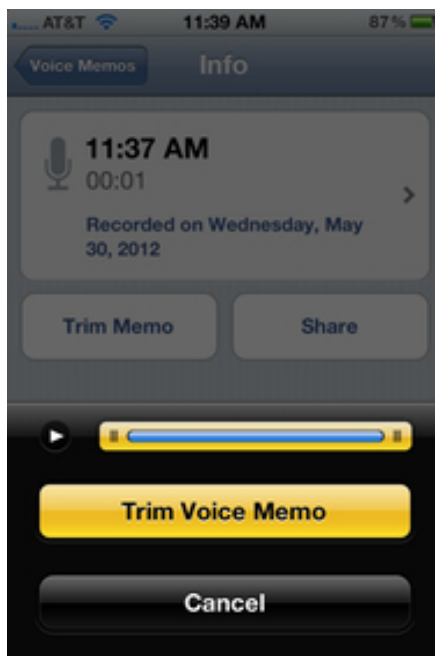 AT&T 11:39 AM 87%
Voice Memos Info
11:37 AM
00:01
Recorded on Wednesday, May
30, 2012
Trim Memo Share
Trim Voice Memo
Cancel